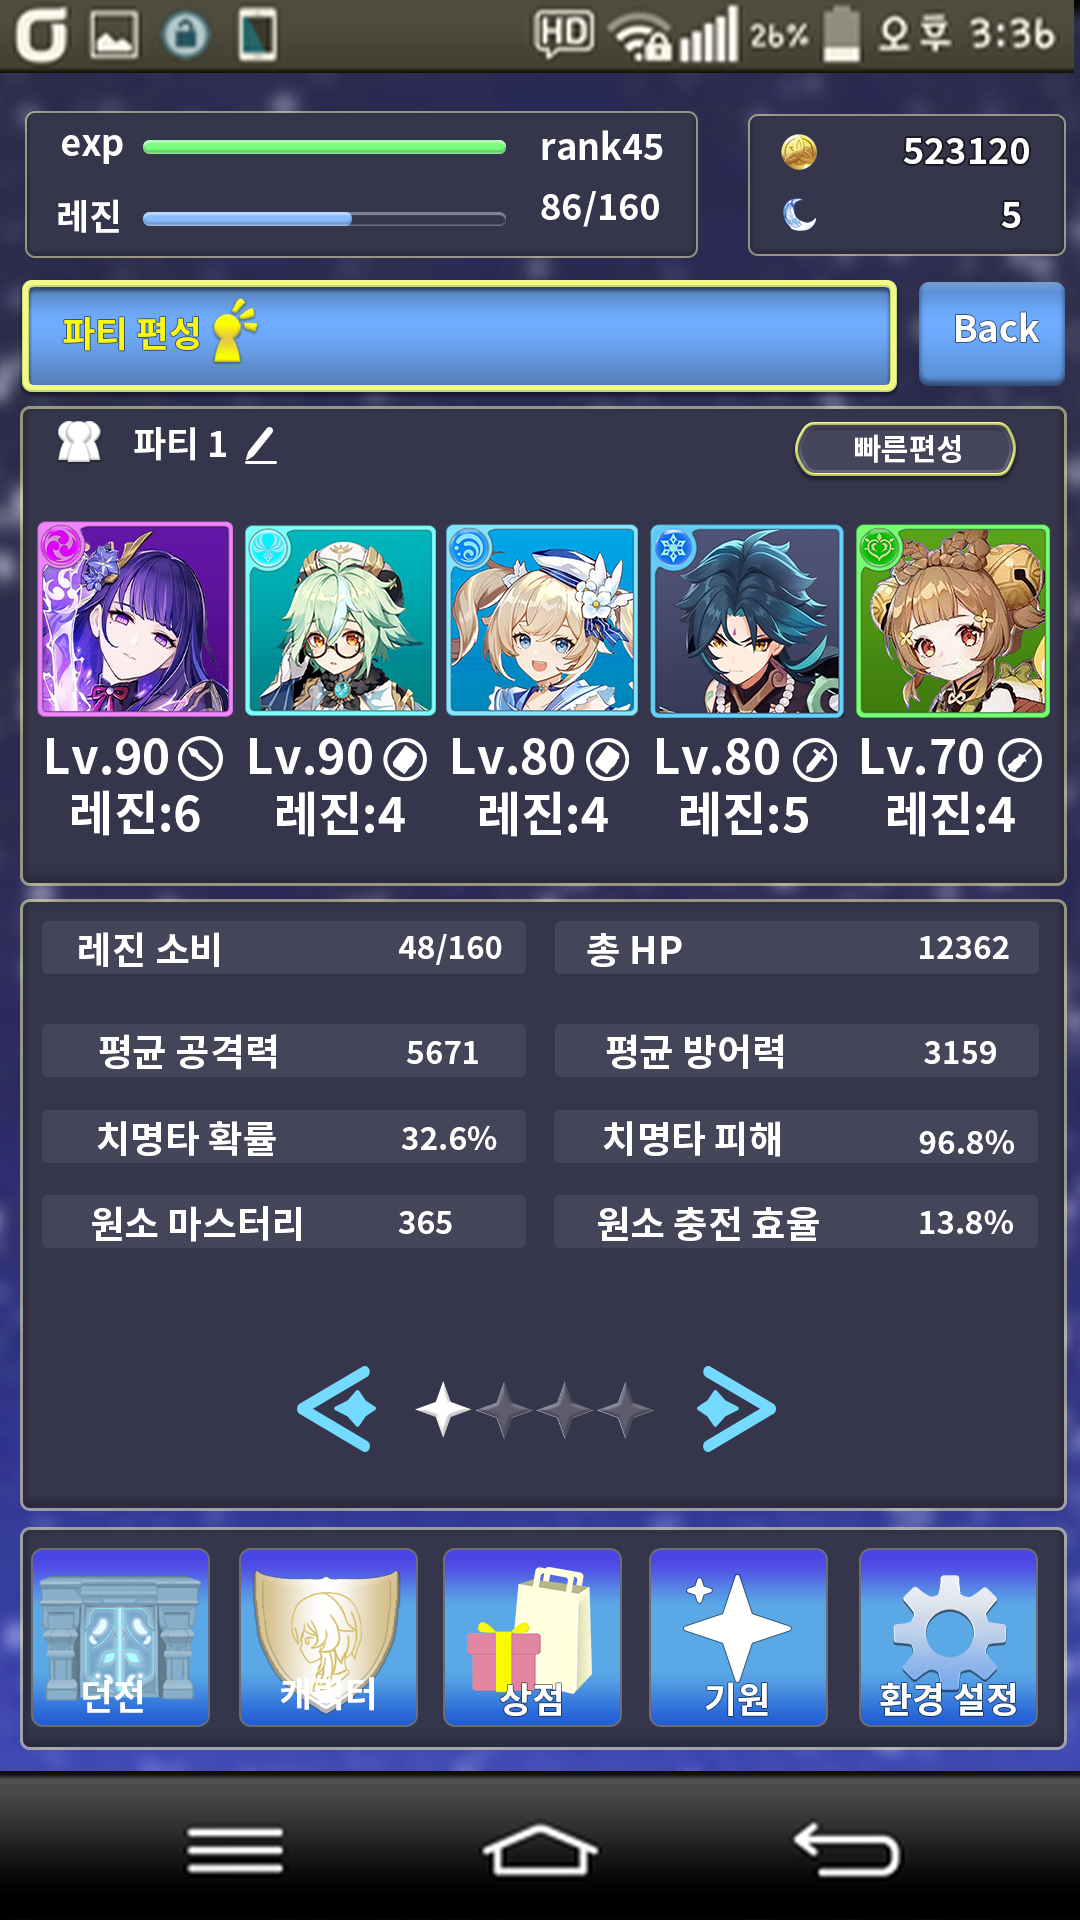 HD 26% 오후 3:36
exp rank45
레진 86/160
523120
5
파티 편성
Back
파티 1
빠른편성
Lv.90 Lv.90 Lv.80 Lv.80 Lv.70
레진:6 레진:4 레진:4 레진:5 레진:4
레진 소비 48/160 총 HP 12362
평균 공격력 5671 평균 방어력 3159
치명타 확률 32.6% 치명타 피해 96.8%
원소 마스터리 365 원소 충전 효율 13.8%
던전 캐릭터 상점 기원 환경 설정